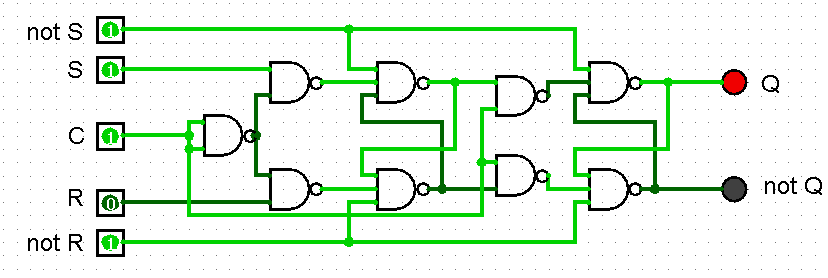 not S 1
S 1
Q
C 1
R 0
not Q
not R 1